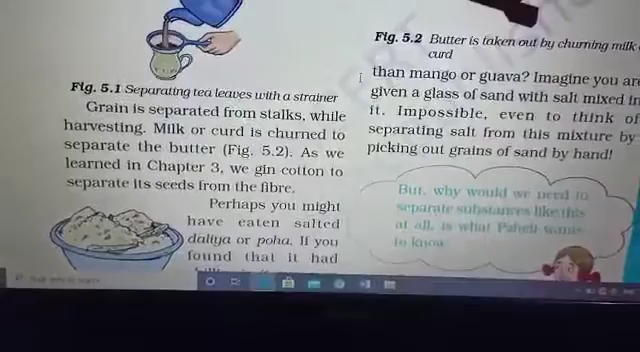 Fig. 5.1 Separating tea leaves with a strainer
Grain is separated from stalks, while
harvesting. Milk or curd is churned to
separate the butter (Fig. 5.2). As we
learned in Chapter 3, we gin cotton to
separate its seeds from the fibre.
Perhaps you might
have eaten salted
daliya or poha. If you
found that it had
Fig. 5.2 Butter is taken out by churning milk
curd
than mango or guava? Imagine you are
given a glass of sand with salt mixed in
it. Impossible, even to think of
separating salt from this mixture by
picking out grains of sand by hand!
But, why would we need to
separate substances like this
at all, is what Paheli wants
to know.